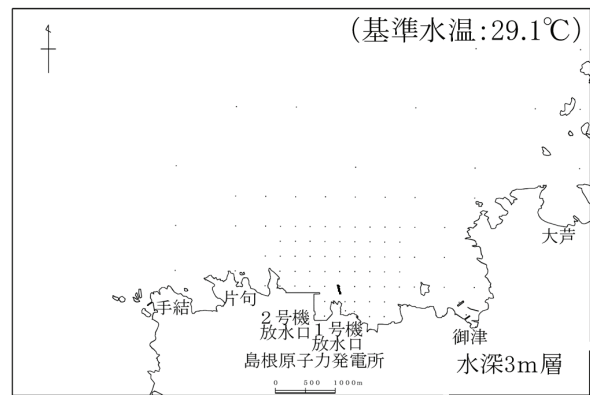 (基準水温:29.1℃)
大芦
手結
片句
2号機
放水口
1号機
放水口
御津
島根原子力発電所
水深3m層
0 500 1000m